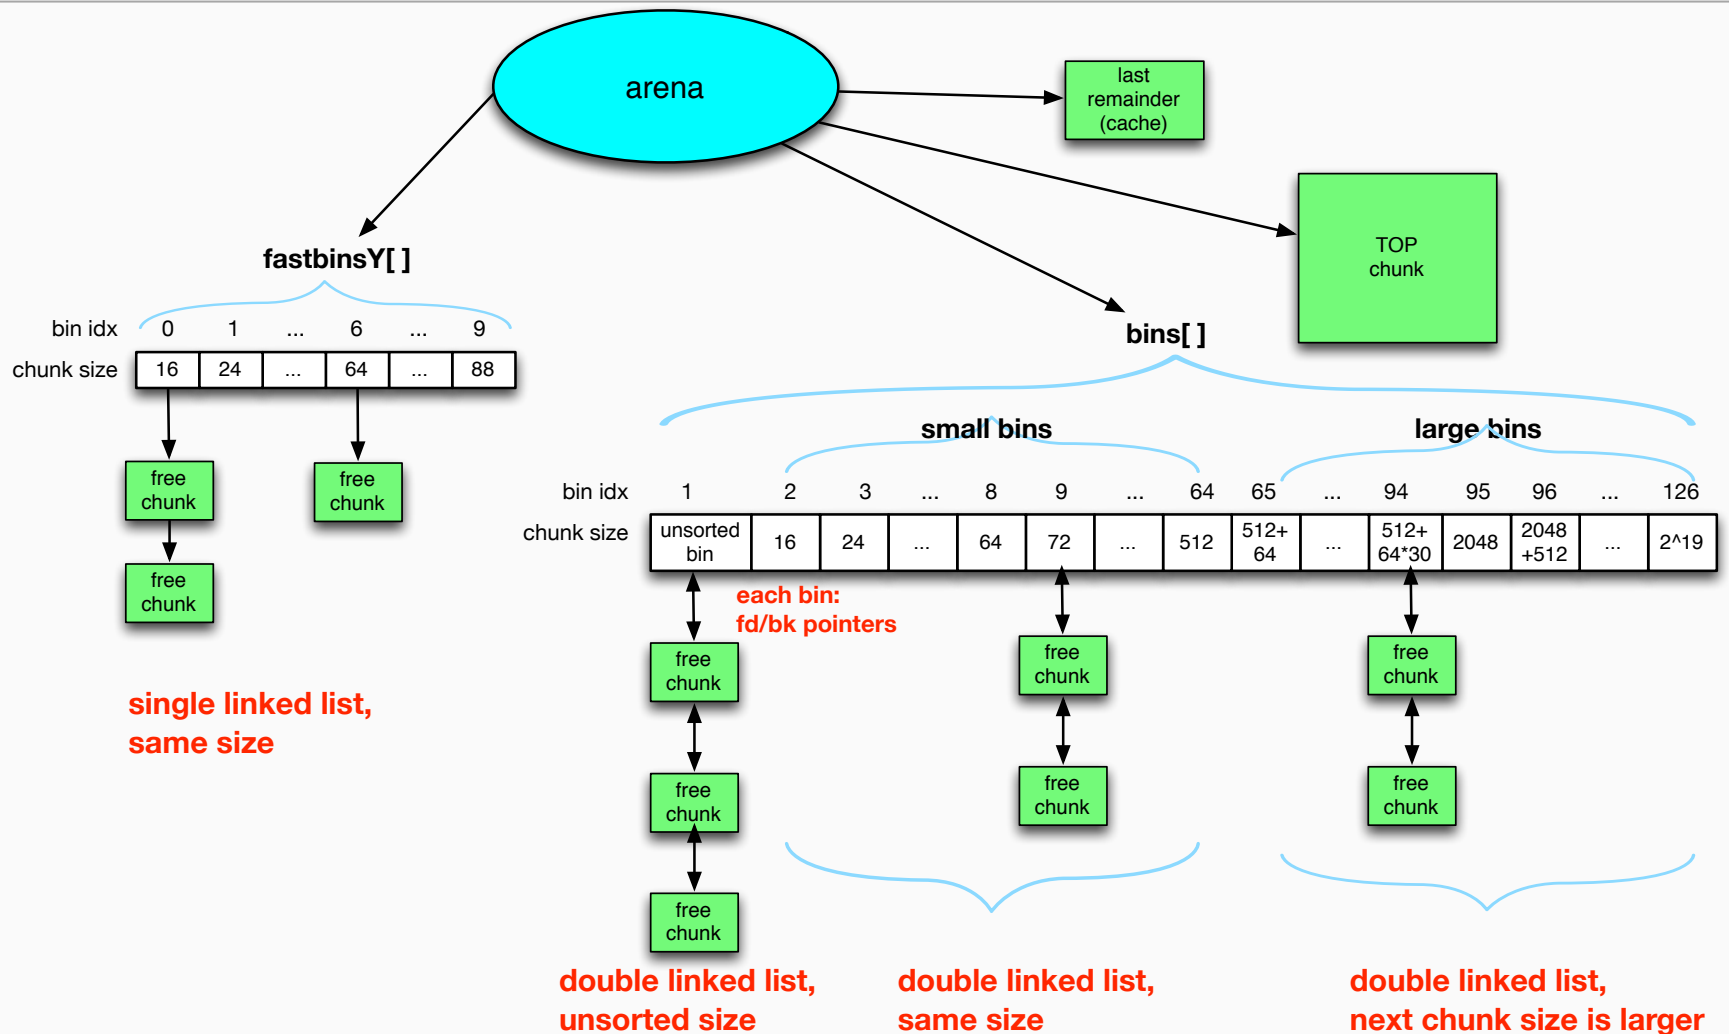 arena
last
remainder
(cache)
TOP
chunk
fastbinsY[ ]
bin idx 0 1 ... 6 ... 9
chunk size 16 24 ... 64 ... 88
free
chunk
free
chunk
free
chunk
single linked list,
same size
bins[ ]
small bins
large bins
bin idx 1 2 3 ... 8 9 ... 64 65 ... 94 95 96 ... 126
chunk size
unsorted
bin
16
24
...
64
72
...
512
512+
64
...
512+
64*30
2048
2048
+512
...
2^19
each bin:
fd/bk pointers
free
chunk
free
chunk
free
chunk
double linked list,
unsorted size
free
chunk
free
chunk
double linked list,
same size
free
chunk
free
chunk
double linked list,
next chunk size is larger